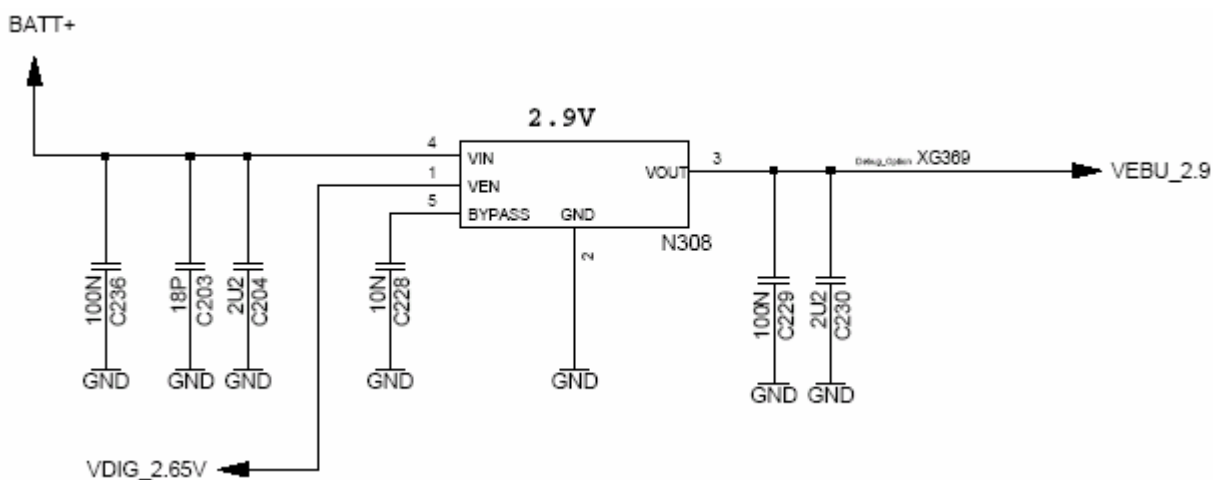 BATT+
2.9V
4
VIN
1
VEN
5
BYPASS
GND
VOUT
3
Debug_Option XG369
VEBU_2.9
N308
2
100N
C236
18P
C203
2U2
C204
10N
C228
100N
C229
2U2
C230
GND
GND
GND
GND
GND
GND
GND
VDIG_2.65V